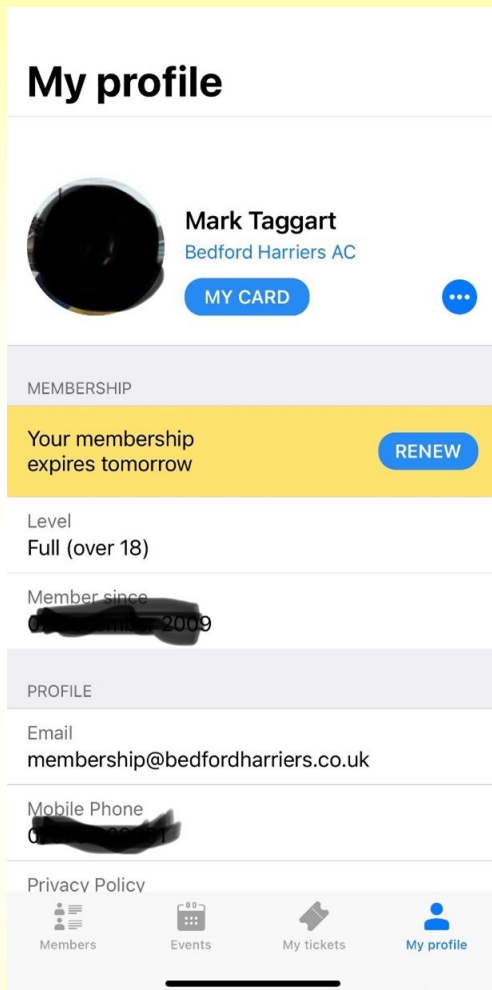 My profile
Mark Taggart
Bedford Harriers AC
MY CARD
MEMBERSHIP
Your membership
expires tomorrow
RENEW
Level
Full (over 18)
Member since
2009
PROFILE
Email
membership@bedfordharriers.co.uk
Mobile Phone
Privacy Policy
Members
Events
My tickets
My profile